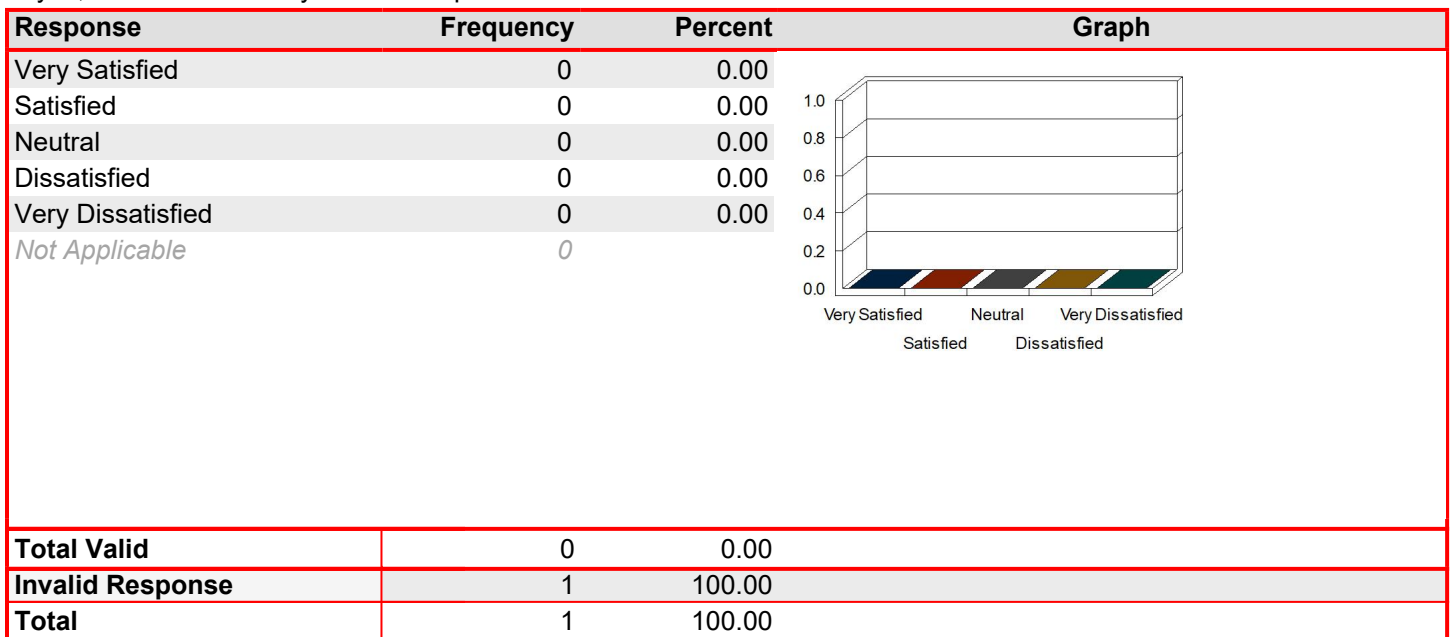 Response Frequency Percent Graph
Very Satisfied 0 0.00
Satisfied 0 0.00
Neutral 0 0.00
Dissatisfied 0 0.00
Very Dissatisfied 0 0.00
Not Applicable 0
1.0
0.8
0.6
0.4
0.2
0.0
Very Satisfied Neutral Very Dissatisfied
Satisfied Dissatisfied
Total Valid 0 0.00
Invalid Response 1 100.00
Total 1 100.00